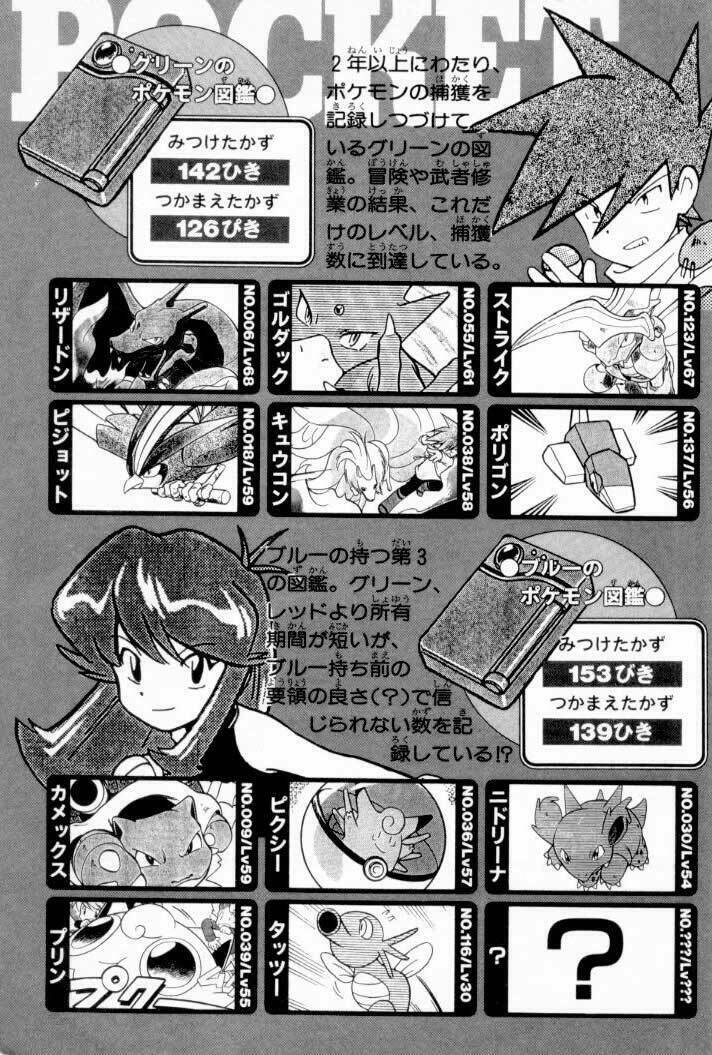 POCKET
●グリーンの
ポケモン図鑑●
みつけたかず
142ひき
つかまえたかず
126ぴき
2年以上にわたり、
ポケモンの捕獲を
記録しつづけて
いるグリーンの図
鑑。冒険や武者修
業の結果、これだ
けのレベル、捕獲
数に到達している。
リザードン
NO.006/Lv68
ゴルダック
NO.055/Lv61
ストライク
NO.123/Lv67
ピジョット
NO.018/Lv59
キュウコン
NO.038/Lv58
ポリゴン
NO.137/Lv56
ブルーの持つ第3
の図鑑。グリーン、
レッドより所有
期間が短いが、
ブルー持ち前の
要領の良さ(?)で信
じられない数を記
録している!?
●ブルーの
ポケモン図鑑●
みつけたかず
153びき
つかまえたかず
139ひき
カメックス
NO.009/Lv59
ピクシー
NO.036/Lv57
ニドリーナ
NO.030/Lv54
プリン
プク
NO.039/Lv55
タッツー
NO.116/Lv30
?
?
NO.???/Lv???